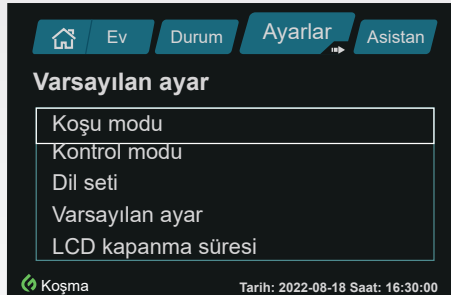 Ev Durum Ayarlar Asistan
Varsayılan ayar
Koşu modu
Kontrol modu
Dil seti
Varsayılan ayar
LCD kapanma süresi
Koşma Tarih: 2022-08-18 Saat: 16:30:00